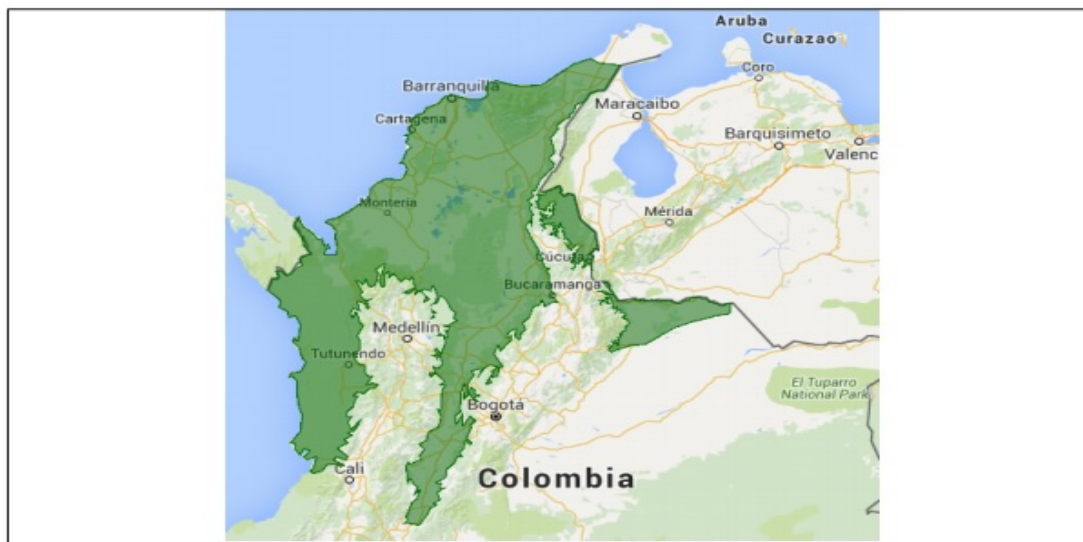 Aruba
Curazao
Coro
Barranquilla
Maracaibo
Cartagena
Barquisimeto
Valenc
Montería
Mérida
Cúcuta
Bucaramanga
Medellín
Tutunendo
El Tuparro
National Park
Bogotá
Cali
Colombia